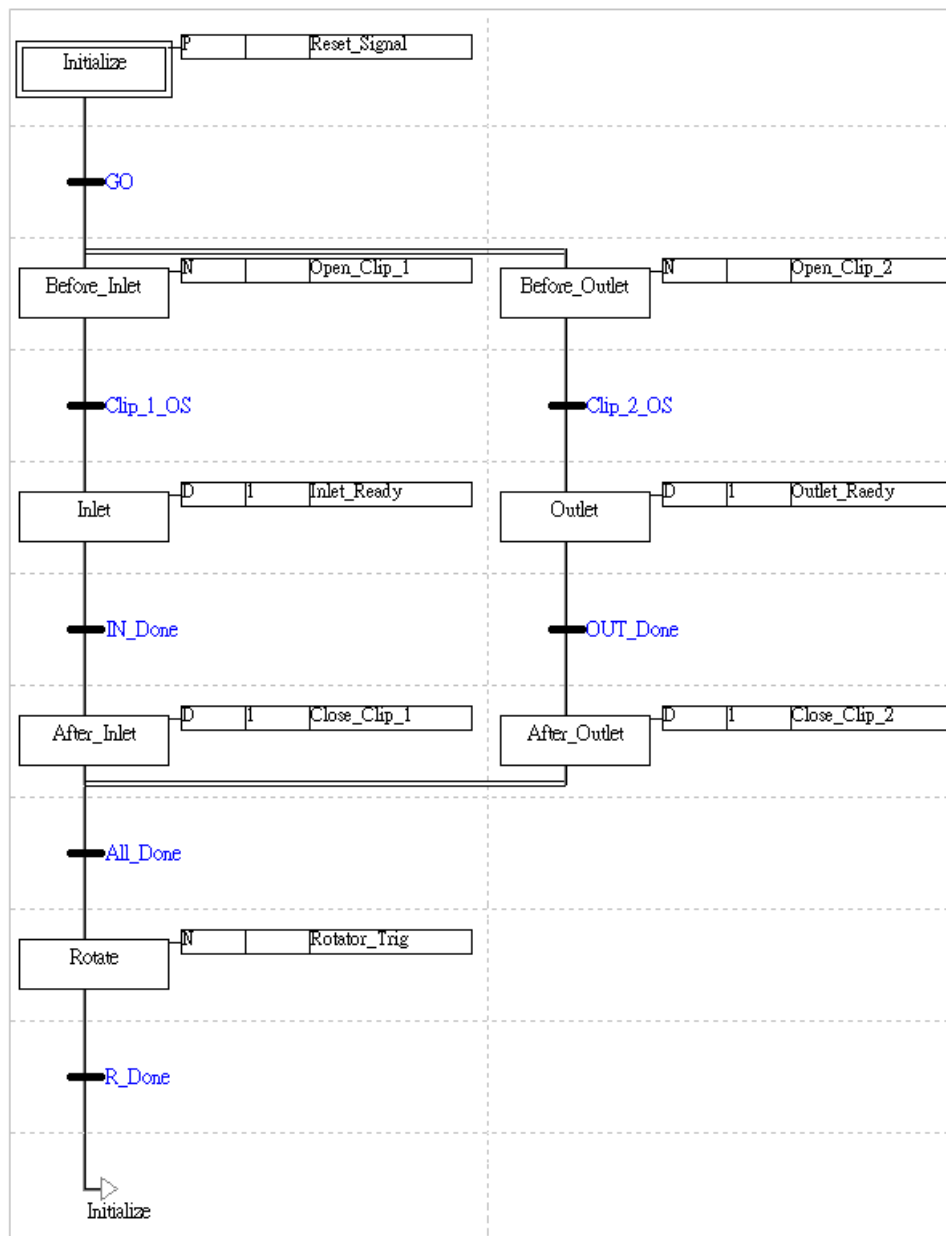 P Reset_Signal
Initialize
GO
N Open_Clip_1 N Open_Clip_2
Before_Inlet Before_Outlet
Clip_1_OS Clip_2_OS
D 1 Inlet_Ready D 1 Outlet_Raedy
Inlet Outlet
IN_Done OUT_Done
D 1 Close_Clip_1 D 1 Close_Clip_2
After_Inlet After_Outlet
All_Done
N Rotator_Trig
Rotate
R_Done
Initialize